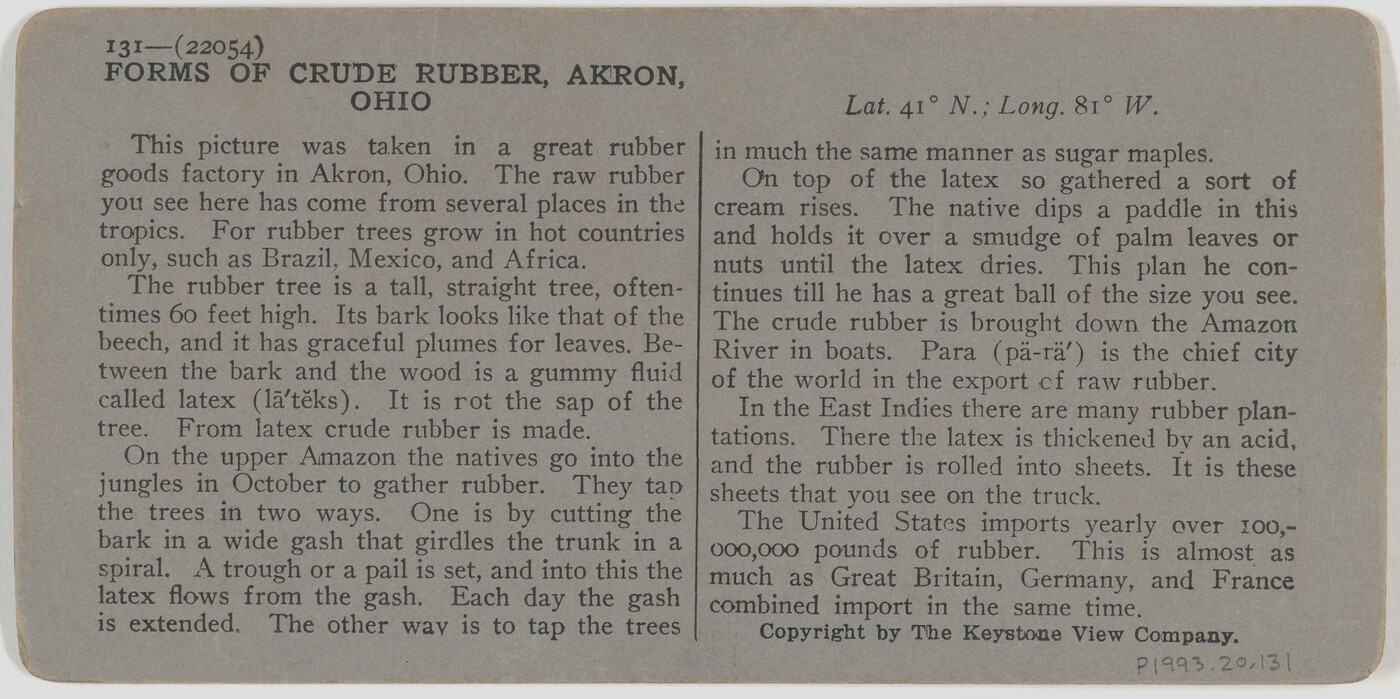 131—(22054)
FORMS OF CRUDE RUBBER, AKRON,
OHIO
This picture was taken in a great rubber
goods factory in Akron, Ohio. The raw rubber
you see here has come from several places in the
tropics. For rubber trees grow in hot countries
only, such as Brazil, Mexico, and Africa.
The rubber tree is a tall, straight tree, often-
times 60 feet high. Its bark looks like that of the
beech, and it has graceful plumes for leaves. Be-
tween the bark and the wood is a gummy fluid
called latex (lā′tĕks). It is not the sap of the
tree. From latex crude rubber is made.
On the upper Amazon the natives go into the
jungles in October to gather rubber. They tap
the trees in two ways. One is by cutting the
bark in a wide gash that girdles the trunk in a
spiral. A trough or a pail is set, and into this the
latex flows from the gash. Each day the gash
is extended. The other way is to tap the trees
Lat. 41° N.; Long. 81° W.
in much the same manner as sugar maples.
On top of the latex so gathered a sort of
cream rises. The native dips a paddle in this
and holds it over a smudge of palm leaves or
nuts until the latex dries. This plan he con-
tinues till he has a great ball of the size you see.
The crude rubber is brought down the Amazon
River in boats. Para (pä-rä′) is the chief city
of the world in the export of raw rubber.
In the East Indies there are many rubber plan-
tations. There the latex is thickened by an acid,
and the rubber is rolled into sheets. It is these
sheets that you see on the truck.
The United States imports yearly over 100,-
000,000 pounds of rubber. This is almost as
much as Great Britain, Germany, and France
combined import in the same time.
Copyright by The Keystone View Company.
P1993.20.131